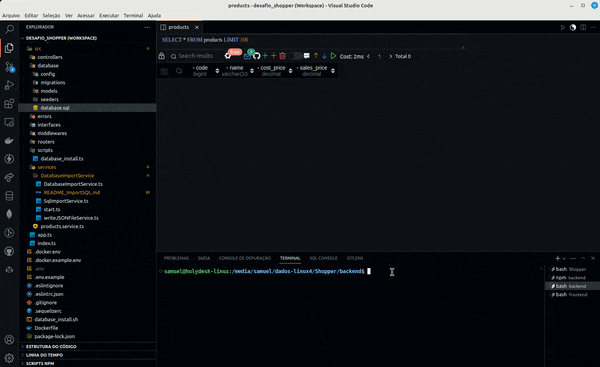 products - desafio_shopper (Workspace) - Visual Studio Code
Arquivo Editar Seleção Ver Acessar Executar Terminal Ajuda
EXPLORADOR
DESAFIO_SHOPPER (WORKSPACE)
src
controllers
database
config
migrations
models
seeders
database.sql
errors
interfaces
middlewares
routers
scripts
database_install.ts
services
DatabaseImportService
DatabaseImportService.ts
README_ImportSQL.md M
SqlImportService.ts
start.ts
writeJSONFileService.ts
products.service.ts
app.ts
index.ts
.docker.env
.docker.env.example
.env
.env.example
.eslintignore
.eslintrc.json
.gitignore
.sequelizerc
database_install.sh
Dockerfile
package-lock.json
ESTRUTURA DO CÓDIGO
LINHA DO TEMPO
SCRIPTS NPM
products
SELECT * FROM products LIMIT 100
Search results
Cost: 2ms < 1 > Total 0
code
bigint
name
cost_price
decimal
sales_price
decimal
PROBLEMAS SAÍDA CONSOLE DE DEPURAÇÃO TERMINAL SQL CONSOLE GITLENS
samuel@holydesk-linux:/media/samuel/dados-linux4/Shopper/backend$
bash Shopper
npm backend
bash backend
bash frontend